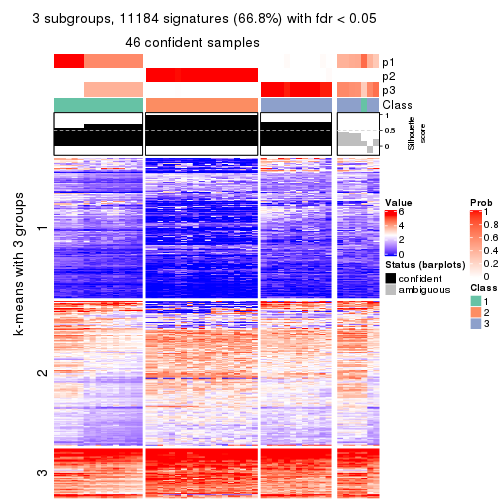 3 subgroups, 11184 signatures (66.8%) with fdr < 0.05
46 confident samples
p1
p2
p3
Class
1
0.5
0
Silhouette
score
k-means with 3 groups
1
2
3
Value
6
4
2
0
Status (barplots)
confident
ambiguous
Prob
1
0.8
0.6
0.4
0.2
0
Class
1
2
3